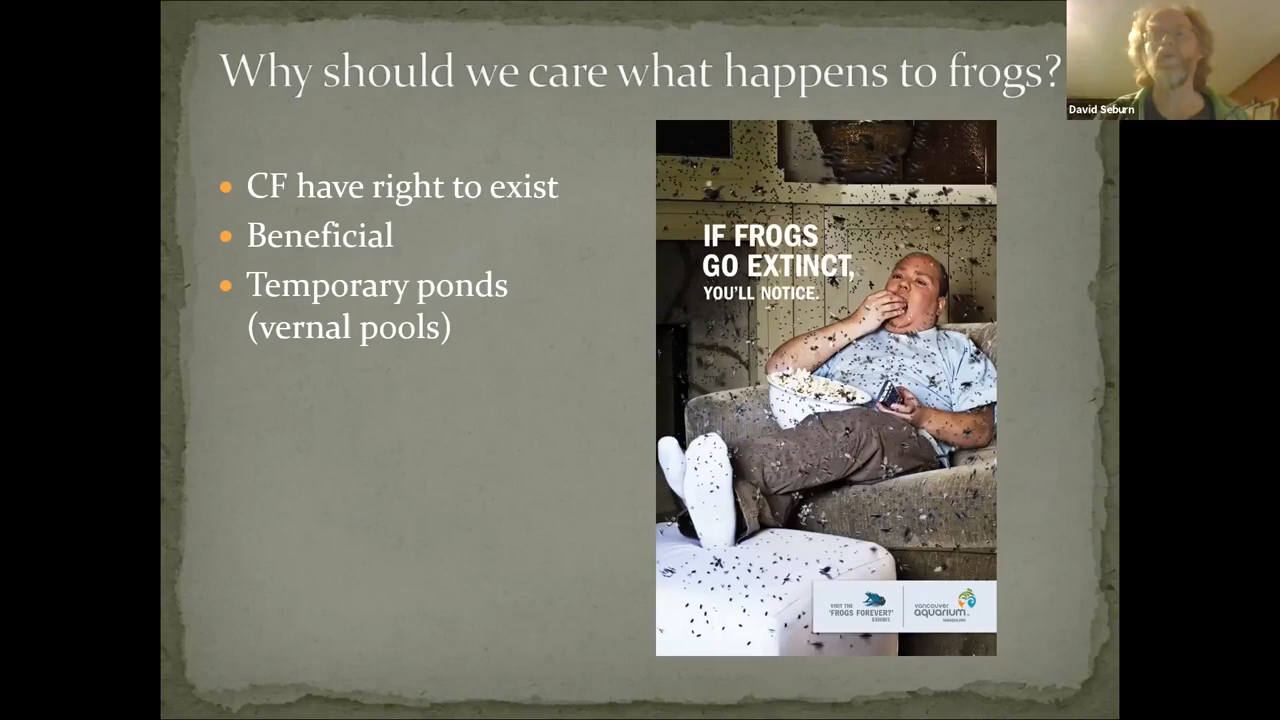 Why should we care what happens to frogs?
David Seburn
CF have right to exist
Beneficial
Temporary ponds
(vernal pools)
IF FROGS
GO EXTINCT,
YOU'LL NOTICE.
VISIT THE
'FROGS FOREVER?'
EXHIBIT.
vancouver
aquarium